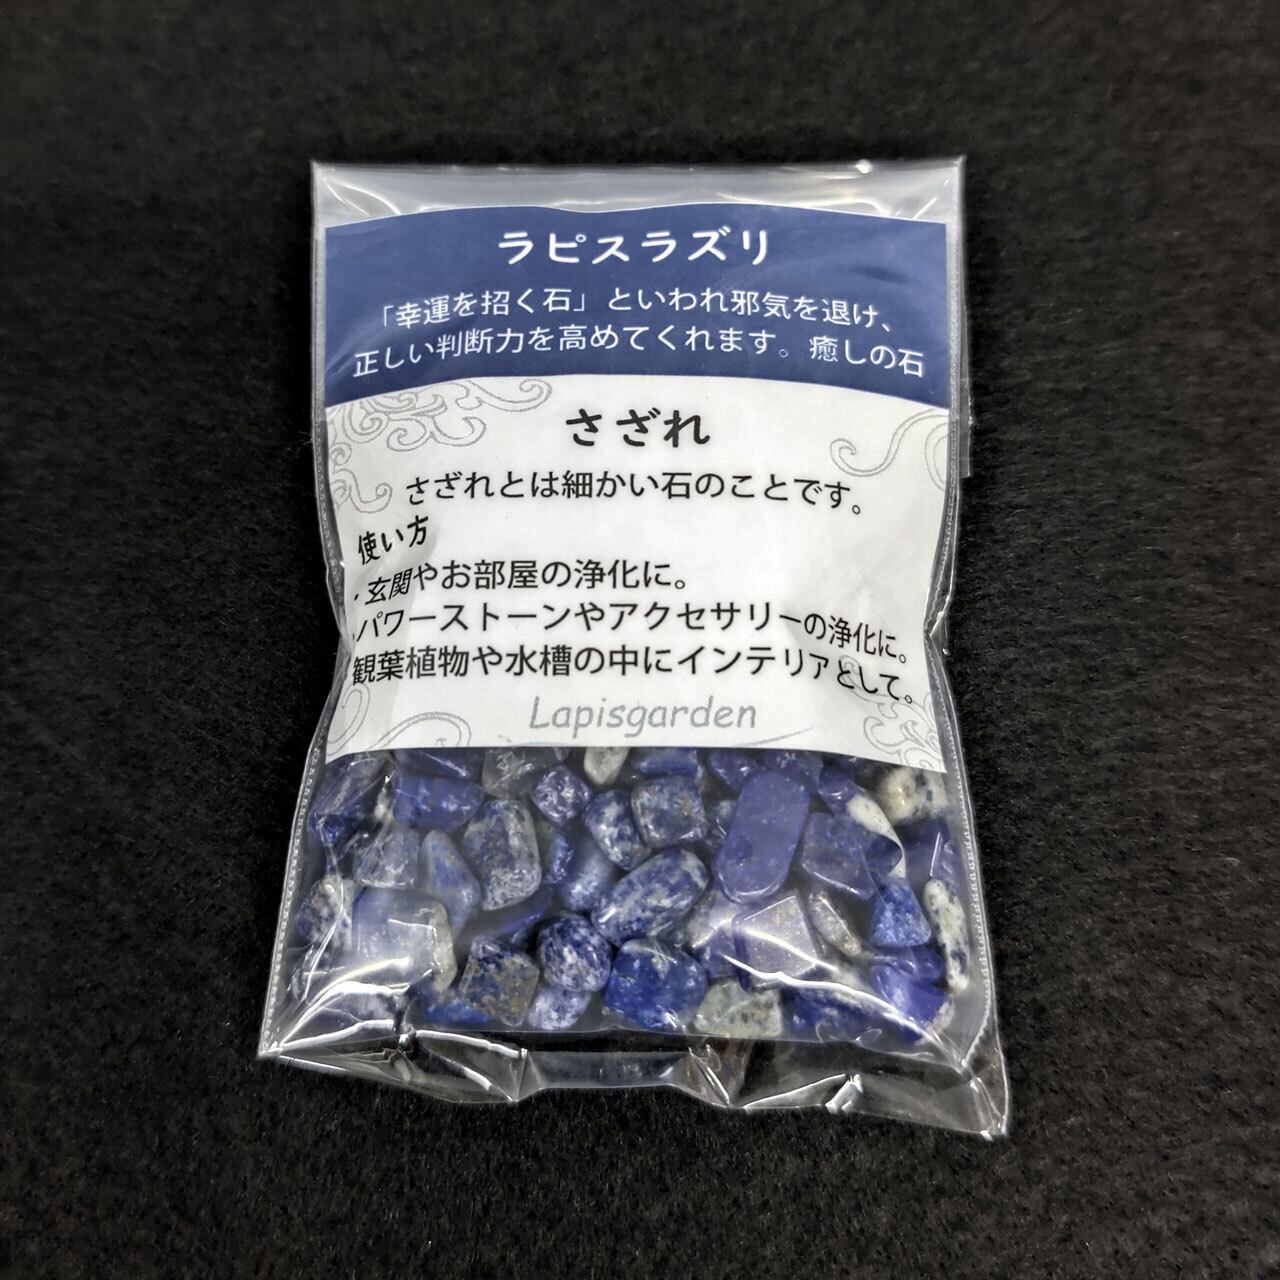 ラピスラズリ
「幸運を招く石」といわれ邪気を退け、
正しい判断力を高めてくれます。癒しの石
さざれ
さざれとは細かい石のことです。
使い方
・玄関やお部屋の浄化に。
・パワーストーンやアクセサリーの浄化に。
観葉植物や水槽の中にインテリアとして。
Lapisgarden